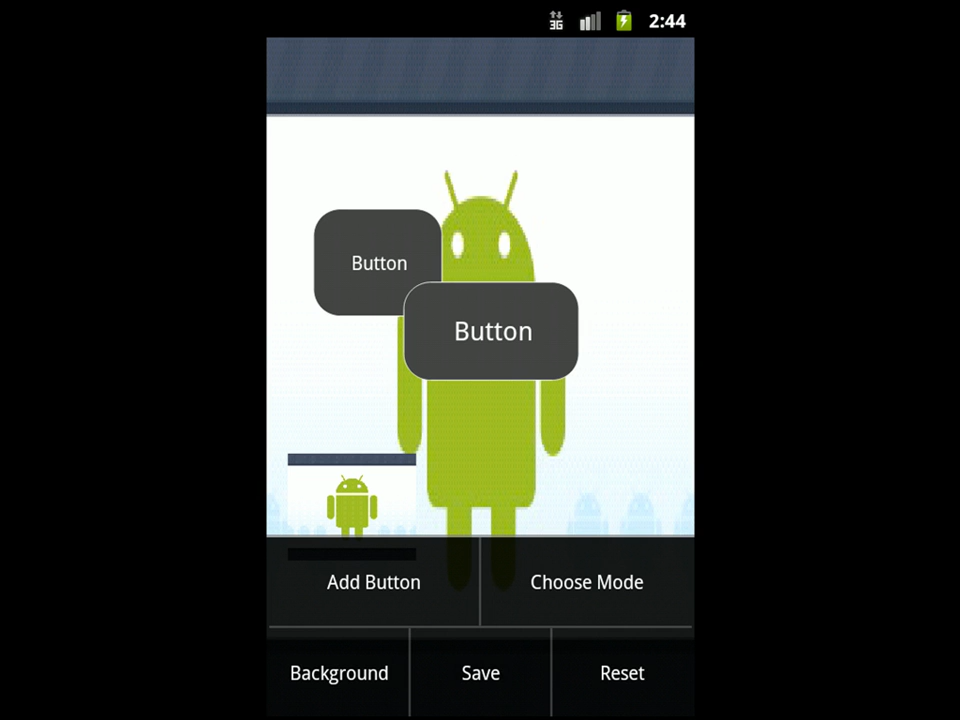 3G 2:44
Button
Button
Add Button Choose Mode
Background Save Reset